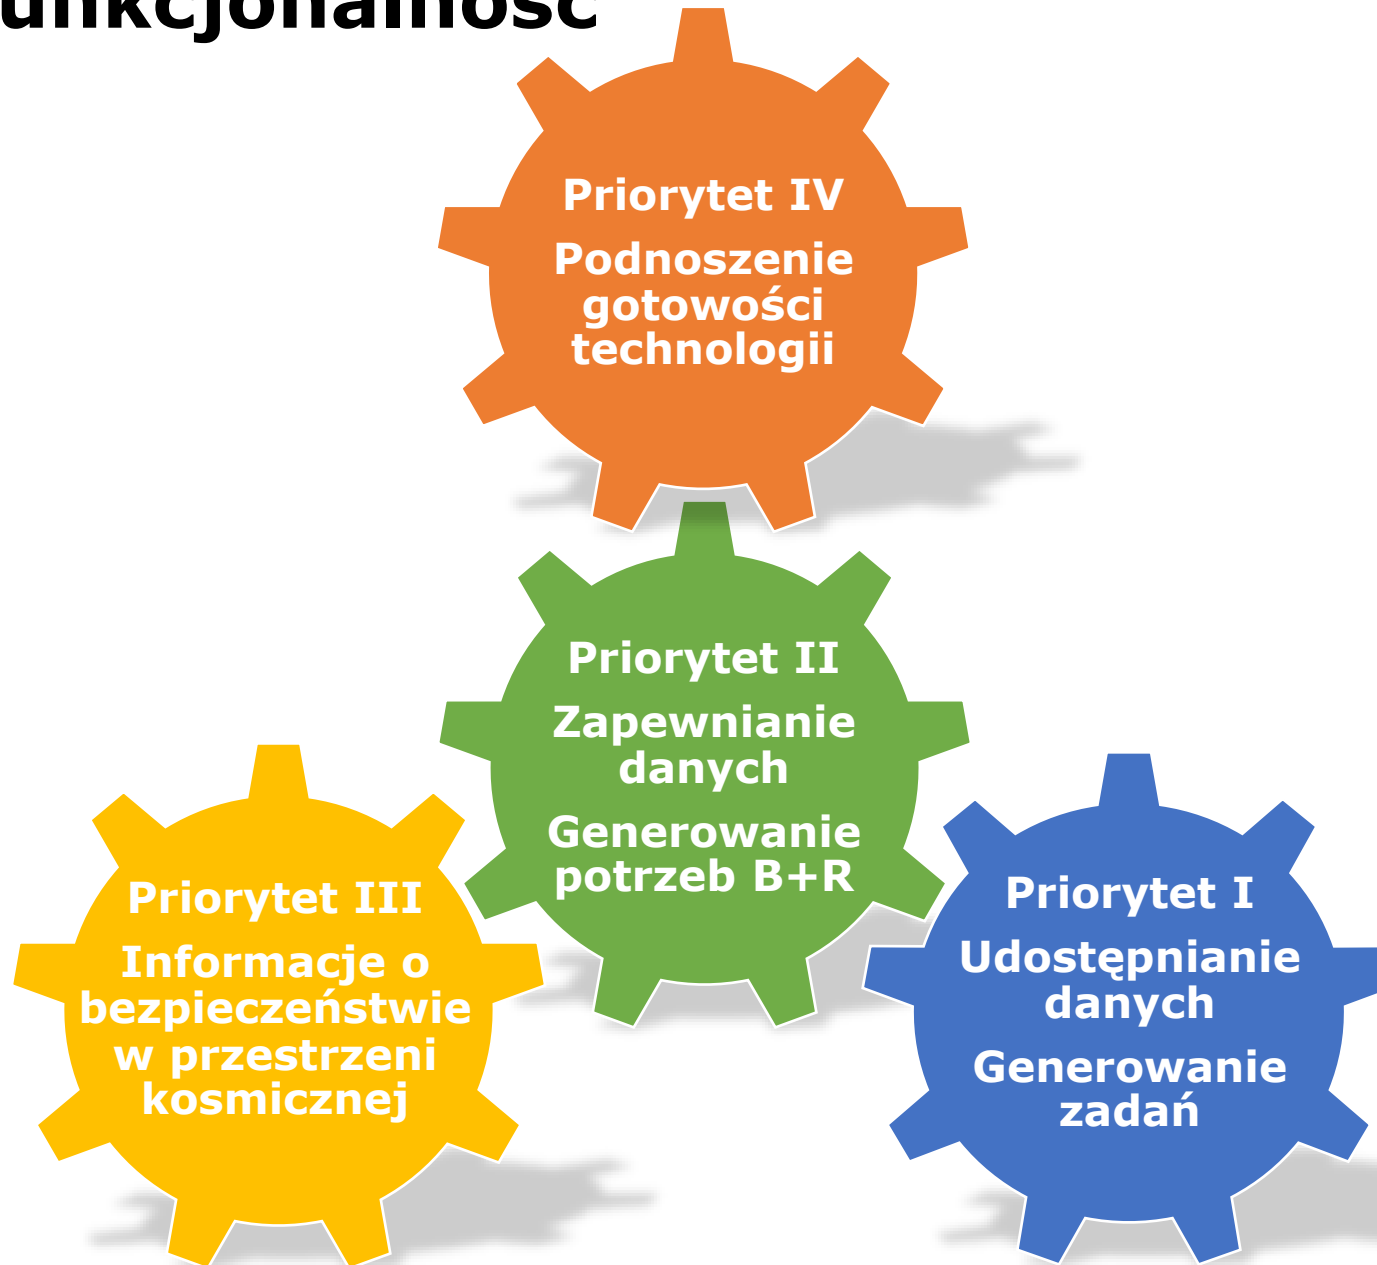 unkcjonalność
Priorytet IV
Podnoszenie
gotowości
technologii
Priorytet II
Zapewnianie
danych
Generowanie
potrzeb B+R
Priorytet III
Informacje o
bezpieczeństwie
w przestrzeni
kosmicznej
Priorytet I
Udostępnianie
danych
Generowanie
zadań